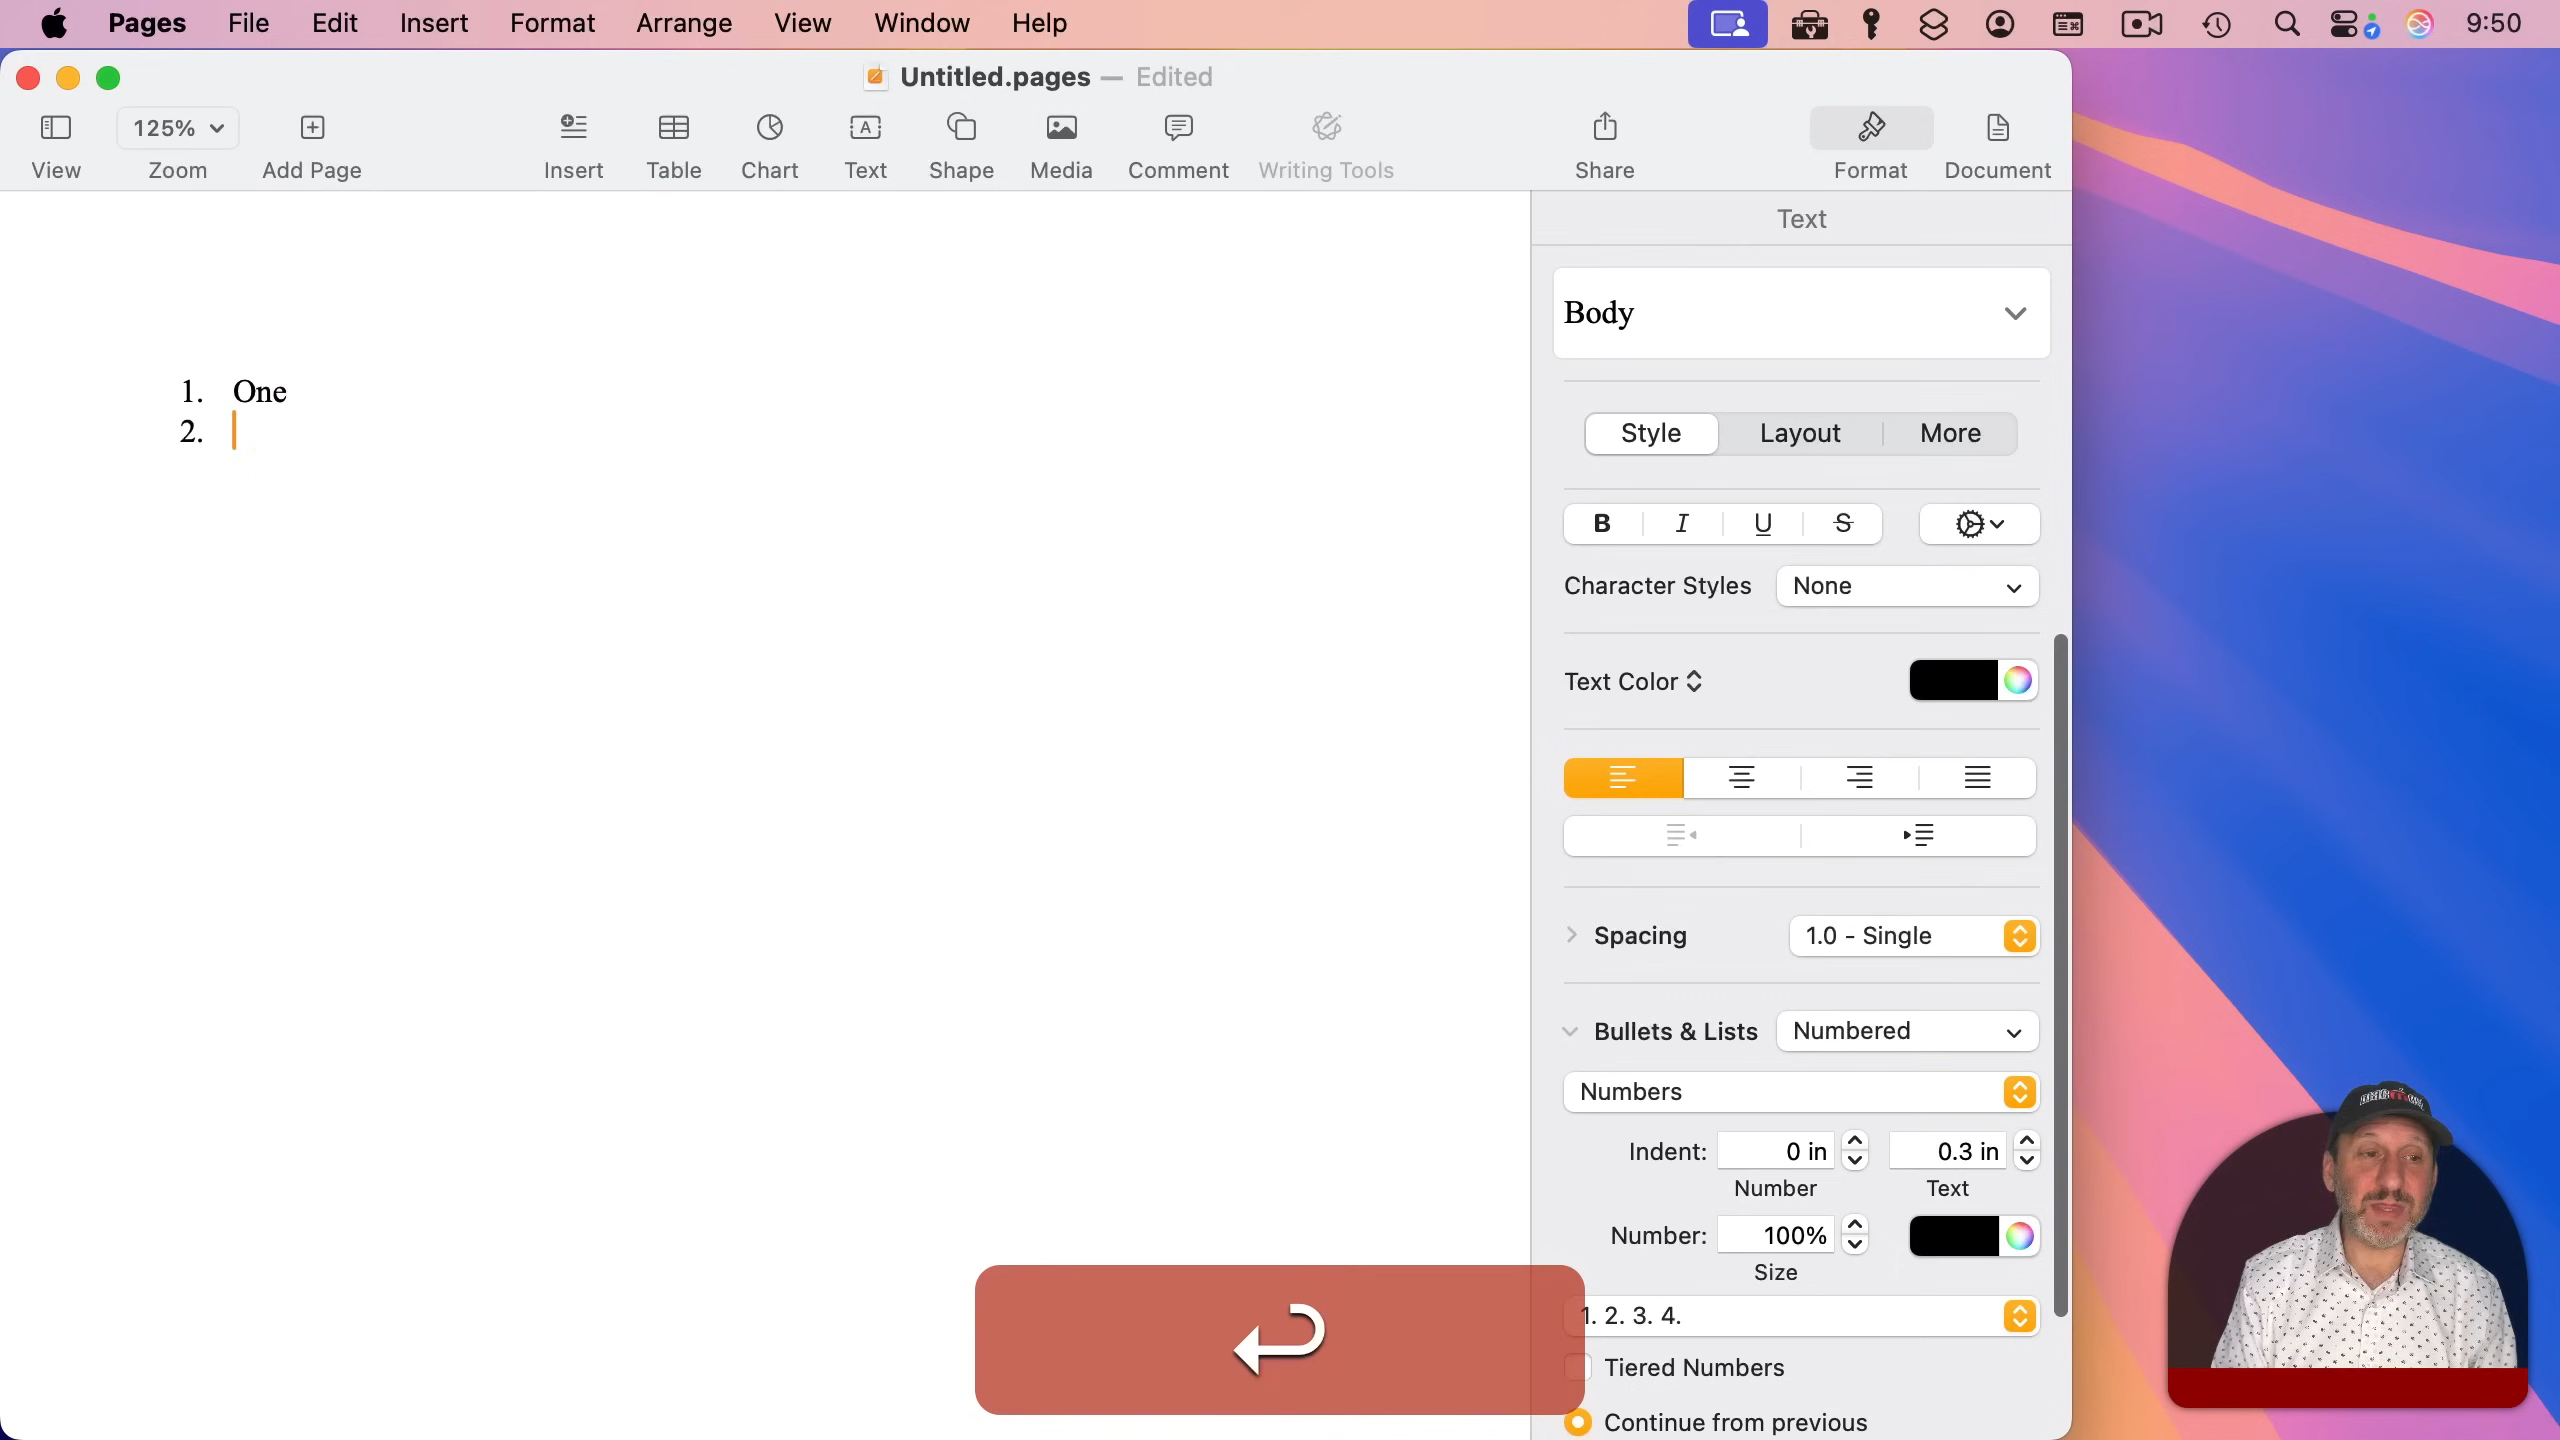 Pages File Edit Insert Format Arrange View Window Help 9:50
Untitled.pages — Edited
125%
View Zoom Add Page Insert Table Chart Text Shape Media Comment Writing Tools Share Format Document
Text
Body
1. One
2.
Style Layout More
B I U S
Character Styles None
Text Color
Spacing 1.0 - Single
Bullets & Lists Numbered
Numbers
Indent: 0 in 0.3 in
Number Text
Number: 100%
Size
1. 2. 3. 4.
Tiered Numbers
Continue from previous